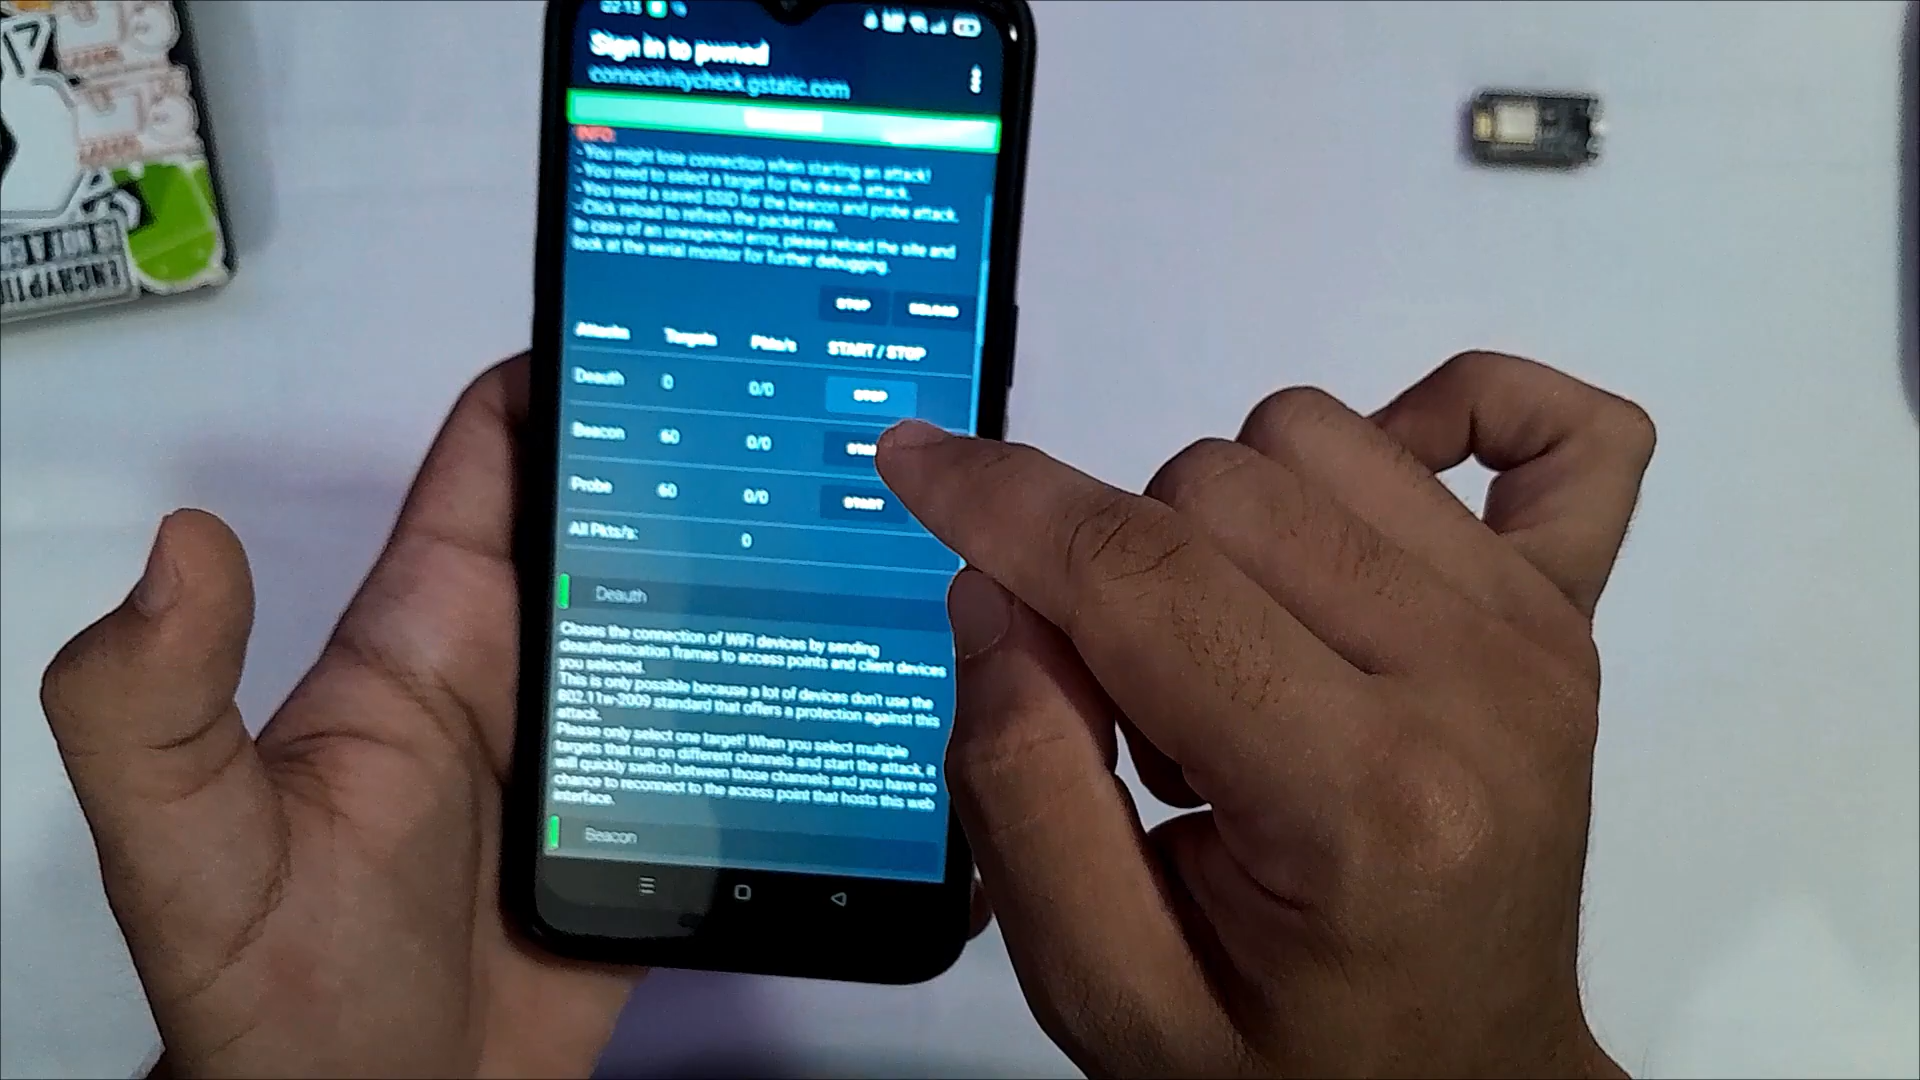 22:13
Sign in to pwned
connectivitycheck.gstatic.com
INFO:
- You might lose connection when starting an attack!
- You need to select a target for the deauth attack.
- You need a saved SSID for the beacon and probe attack.
- Click reload to refresh the packet rate.
In case of an unexpected error, please reload the site and
look at the serial monitor for further debugging.
STOP RELOAD
Attacks Targets Pkts/s START / STOP
Deauth 0 0/0 STOP
Beacon 60 0/0
Probe 60 0/0 START
All Pkts/s: 0
Deauth
Closes the connection of WiFi devices by sending
deauthentication frames to access points and client devices
you selected.
This is only possible because a lot of devices don't use the
802.11w-2009 standard that offers a protection against this
attack.
Please only select one target! When you select multiple
targets that run on different channels and start the attack, it
will quickly switch between those channels and you have no
chance to reconnect to the access point that hosts this web
interface.
Beacon